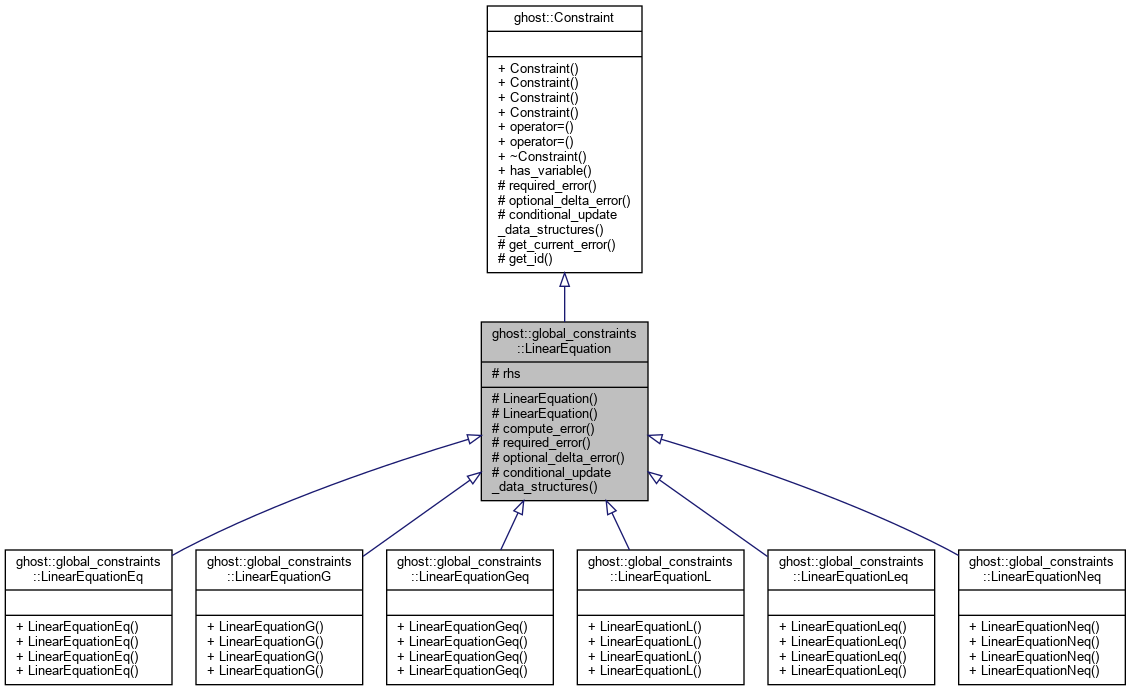 ghost::Constraint
+ Constraint()
+ Constraint()
+ Constraint()
+ Constraint()
+ operator=()
+ operator=()
+ ~Constraint()
+ has_variable()
# required_error()
# optional_delta_error()
# conditional_update
_data_structures()
# get_current_error()
# get_id()
ghost::global_constraints
::LinearEquation
# rhs
# LinearEquation()
# LinearEquation()
# compute_error()
# required_error()
# optional_delta_error()
# conditional_update
_data_structures()
ghost::global_constraints
::LinearEquationEq
+ LinearEquationEq()
+ LinearEquationEq()
+ LinearEquationEq()
+ LinearEquationEq()
ghost::global_constraints
::LinearEquationG
+ LinearEquationG()
+ LinearEquationG()
+ LinearEquationG()
+ LinearEquationG()
ghost::global_constraints
::LinearEquationGeq
+ LinearEquationGeq()
+ LinearEquationGeq()
+ LinearEquationGeq()
+ LinearEquationGeq()
ghost::global_constraints
::LinearEquationL
+ LinearEquationL()
+ LinearEquationL()
+ LinearEquationL()
+ LinearEquationL()
ghost::global_constraints
::LinearEquationLeq
+ LinearEquationLeq()
+ LinearEquationLeq()
+ LinearEquationLeq()
+ LinearEquationLeq()
ghost::global_constraints
::LinearEquationNeq
+ LinearEquationNeq()
+ LinearEquationNeq()
+ LinearEquationNeq()
+ LinearEquationNeq()